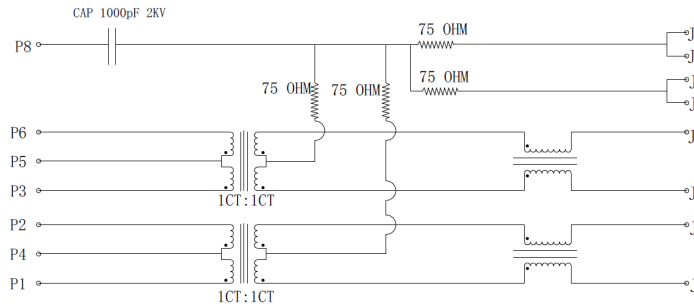 CAP 1000pF 2KV
P8
75 OHM
J
J
75 OHM
75 OHM
75 OHM
J
J
P6
J
P5
P3
J
1CT:1CT
P2
J
P4
P1
J
1CT:1CT